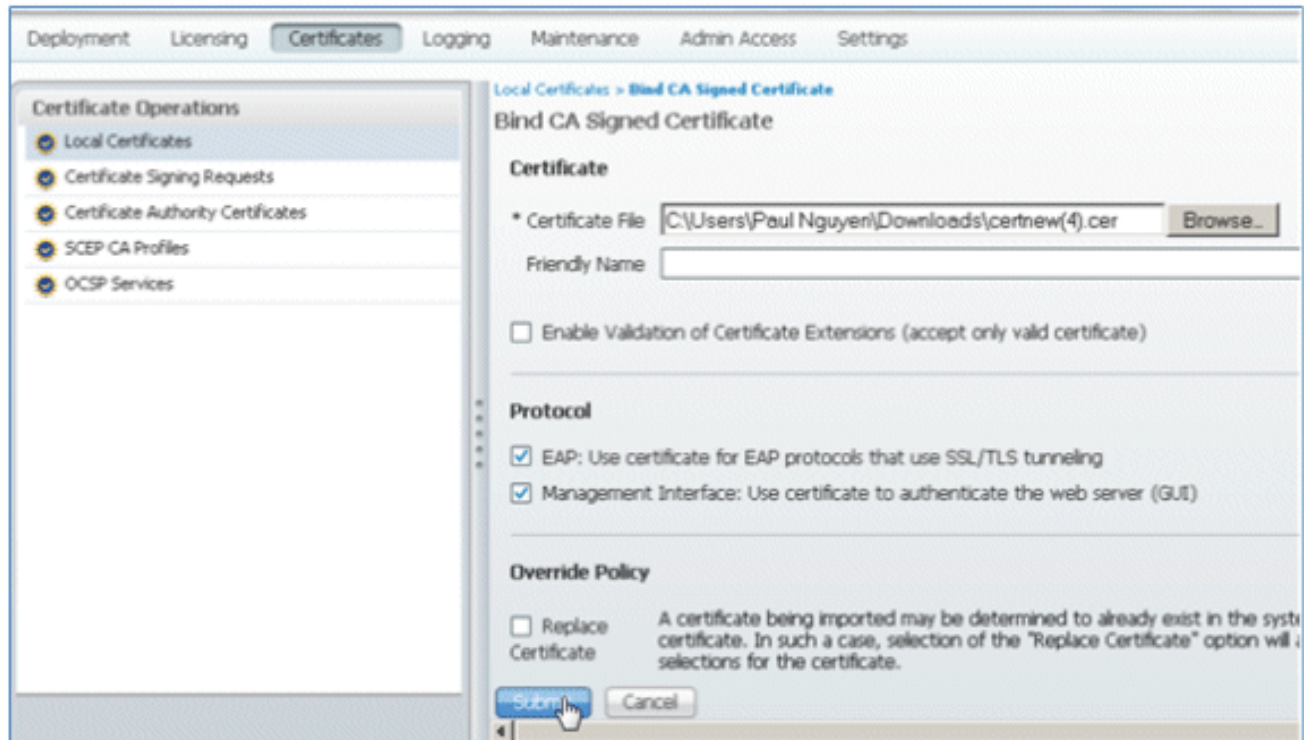 Deployment Licensing Certificates Logging Maintenance Admin Access Settings
Certificate Operations
Local Certificates
Certificate Signing Requests
Certificate Authority Certificates
SCEP CA Profiles
OCSP Services
Local Certificates > Bind CA Signed Certificate
Bind CA Signed Certificate
Certificate
* Certificate File C:\Users\Paul Nguyen\Downloads\certnew(4).cer Browse...
Friendly Name
Enable Validation of Certificate Extensions (accept only valid certificate)
Protocol
EAP: Use certificate for EAP protocols that use SSL/TLS tunneling
Management Interface: Use certificate to authenticate the web server (GUI)
Override Policy
Replace Certificate
A certificate being imported may be determined to already exist in the syste
certificate. In such a case, selection of the "Replace Certificate" option will a
selections for the certificate.
Submit Cancel